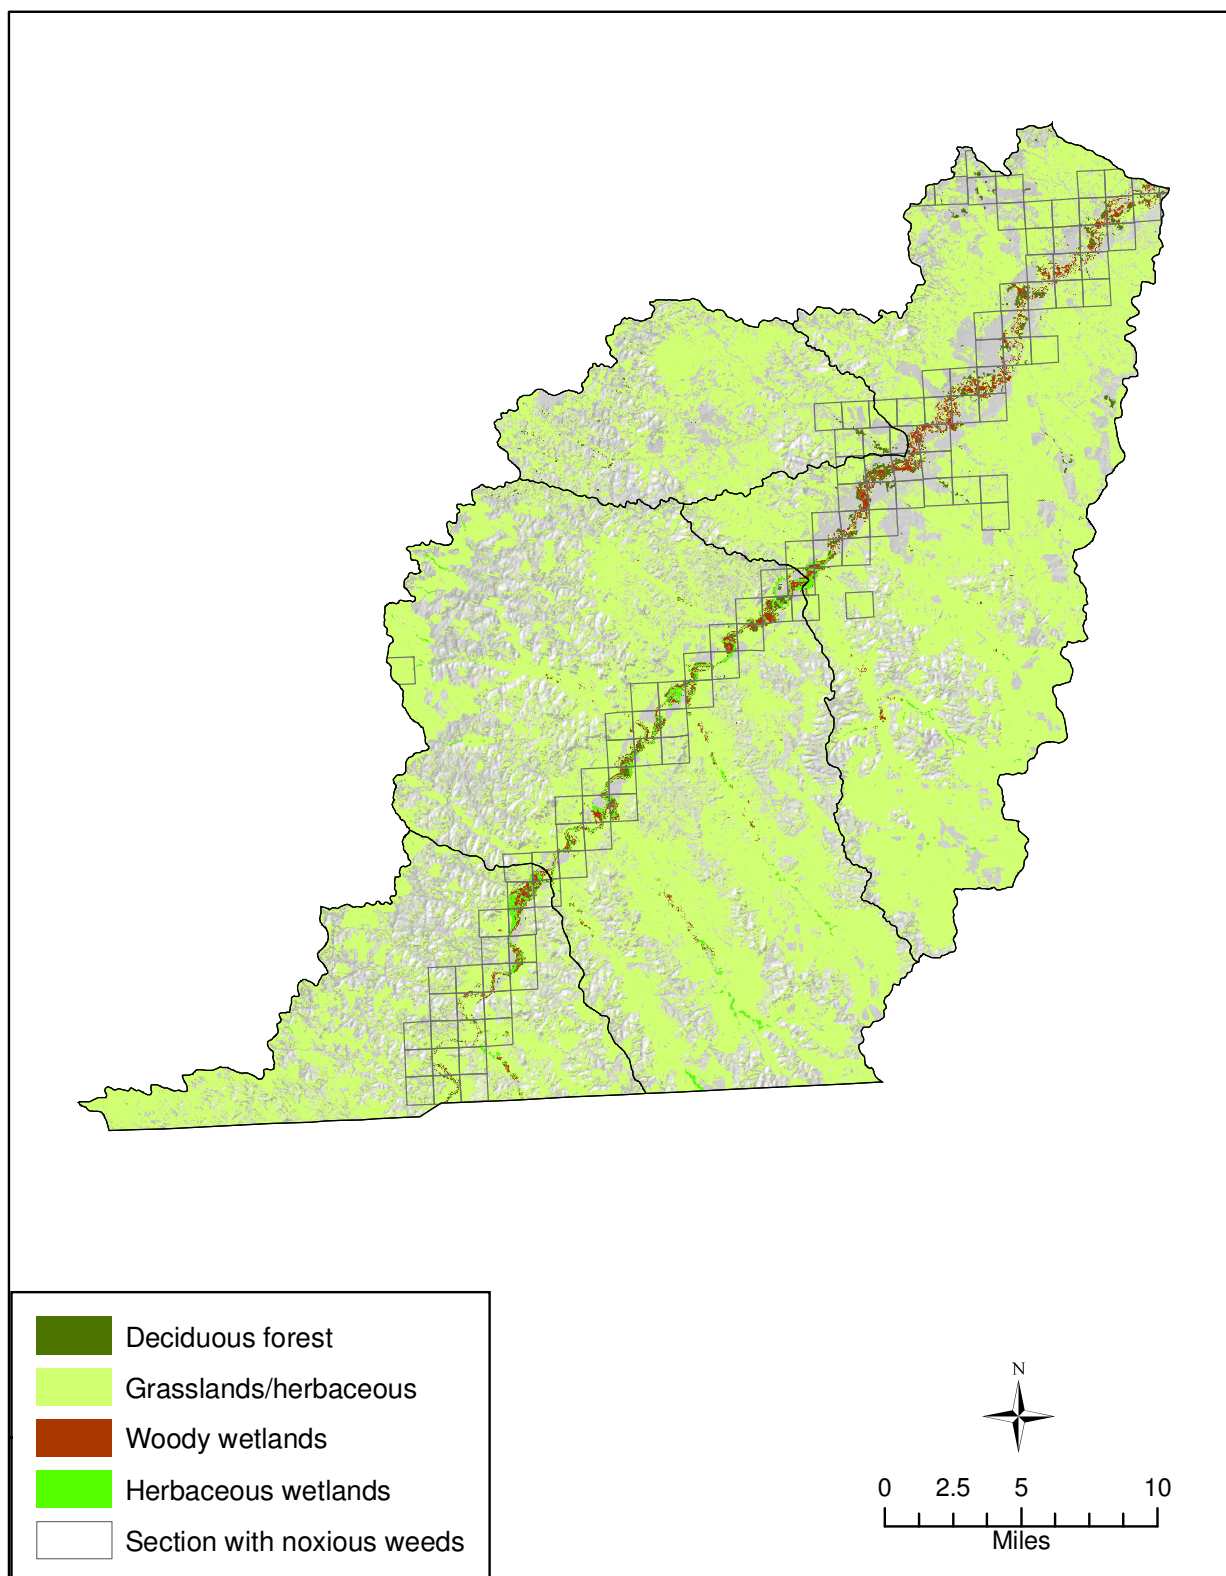 Deciduous forest
Grasslands/herbaceous
Woody wetlands
Herbaceous wetlands
Section with noxious weeds
N
0 2.5 5 10
Miles